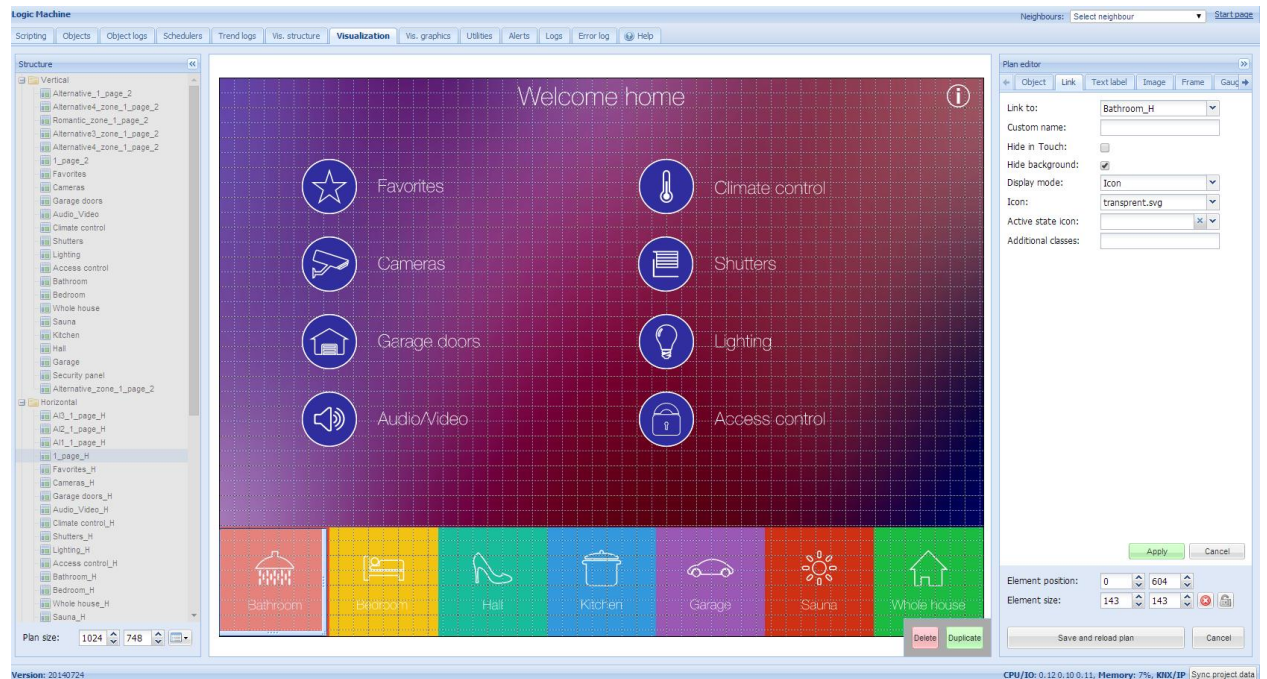 Logic Machine
Neighbours: Select neighbour Start page
Scripting Objects Object logs Schedulers Trend logs Vis. structure Visualization Vis. graphics Utilities Alerts Logs Error log Help
Structure
Vertical
Alternative_1_page_2
Alternative4_zone_1_page_2
Romantic_zone_1_page_2
Alternative3_zone_1_page_2
Alternative4_zone_1_page_2
1_page_2
Favorites
Cameras
Garage doors
Audio_Video
Climate control
Shutters
Lighting
Access control
Bathroom
Bedroom
Whole house
Sauna
Kitchen
Hall
Garage
Security panel
Alternative_zone_1_page_2
Horizontal
Al3_1_page_H
Al2_1_page_H
Al1_1_page_H
1_page_H
Favorites_H
Cameras_H
Garage doors_H
Audio_Video_H
Climate control_H
Shutters_H
Lighting_H
Access control_H
Bathroom_H
Bedroom_H
Whole house_H
Sauna_H
Plan size: 1024 748
Welcome home
Favorites Climate control
Cameras Shutters
Garage doors Lighting
Audio/Video Access control
Bathroom Bedroom Hall Kitchen Garage Sauna Whole house
Delete Duplicate
Plan editor
Object Link Text label Image Frame Gaug
Link to: Bathroom_H
Custom name:
Hide in Touch:
Hide background:
Display mode: Icon
Icon: transprent.svg
Active state icon:
Additional classes:
Apply Cancel
Element position: 0 604
Element size: 143 143
Save and reload plan Cancel
Version: 20140724
CPU/IO: 0.12 0.10 0.11, Memory: 7%, KNX/IP Sync project data